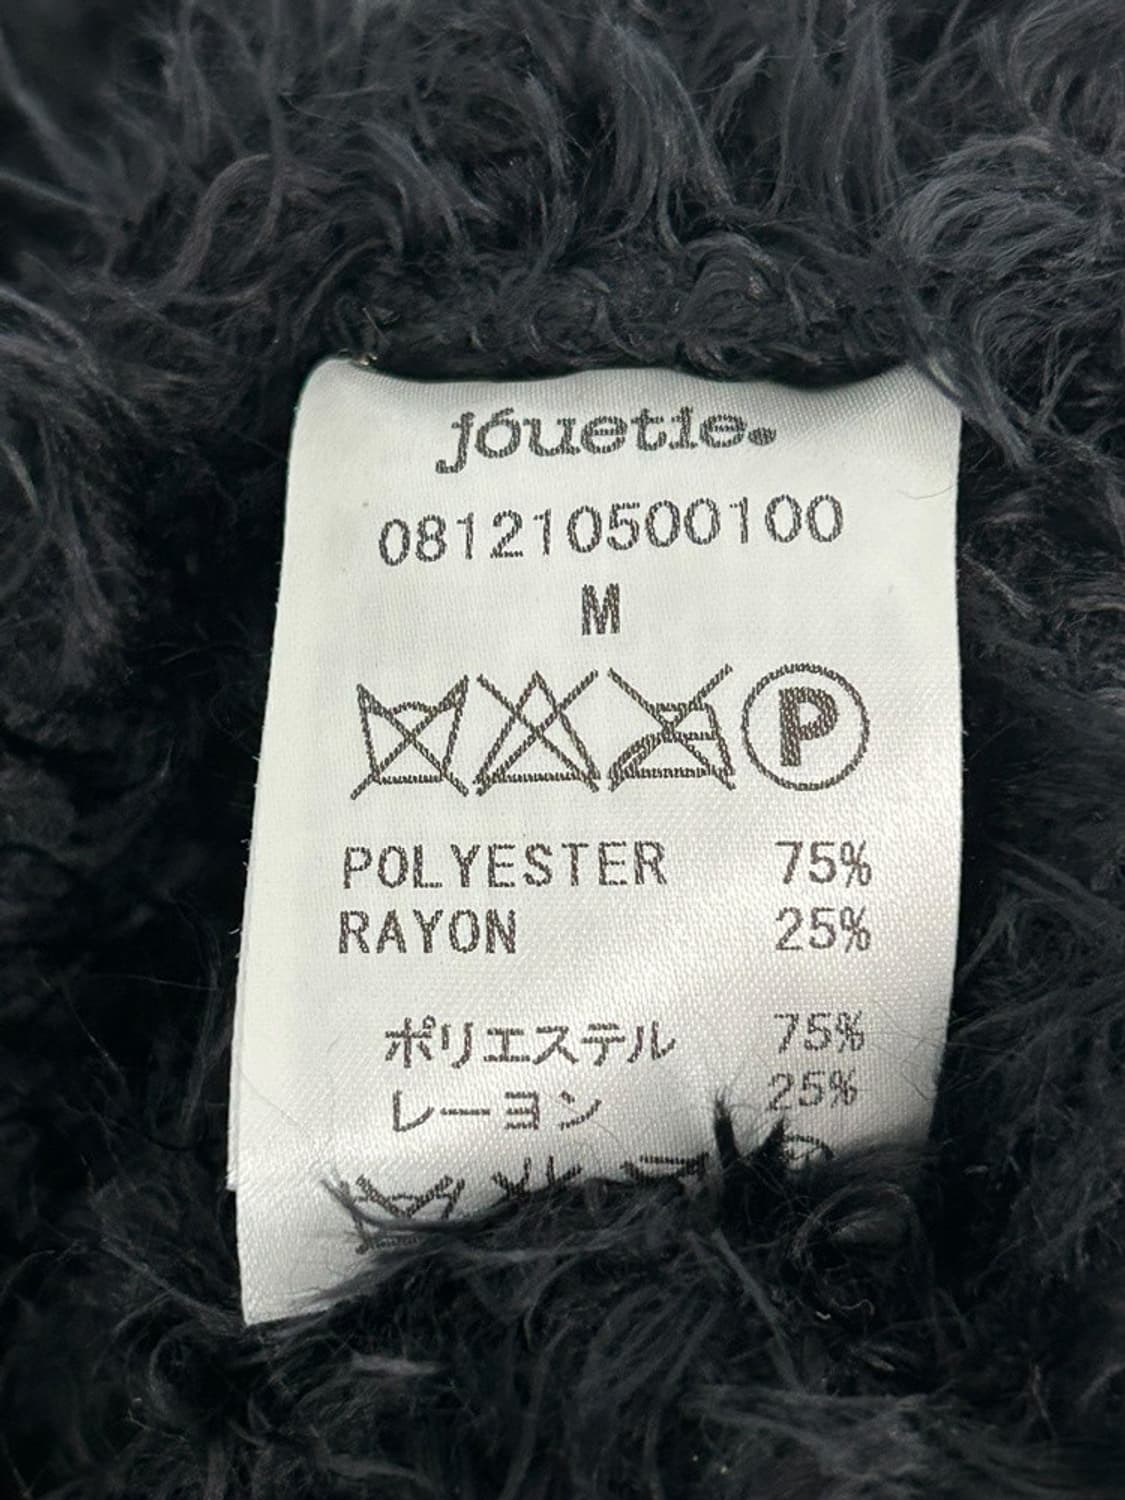 jouetie.
081210500100
M
P
POLYESTER 75%
RAYON 25%
ポリエステル 75%
レーヨン 25%